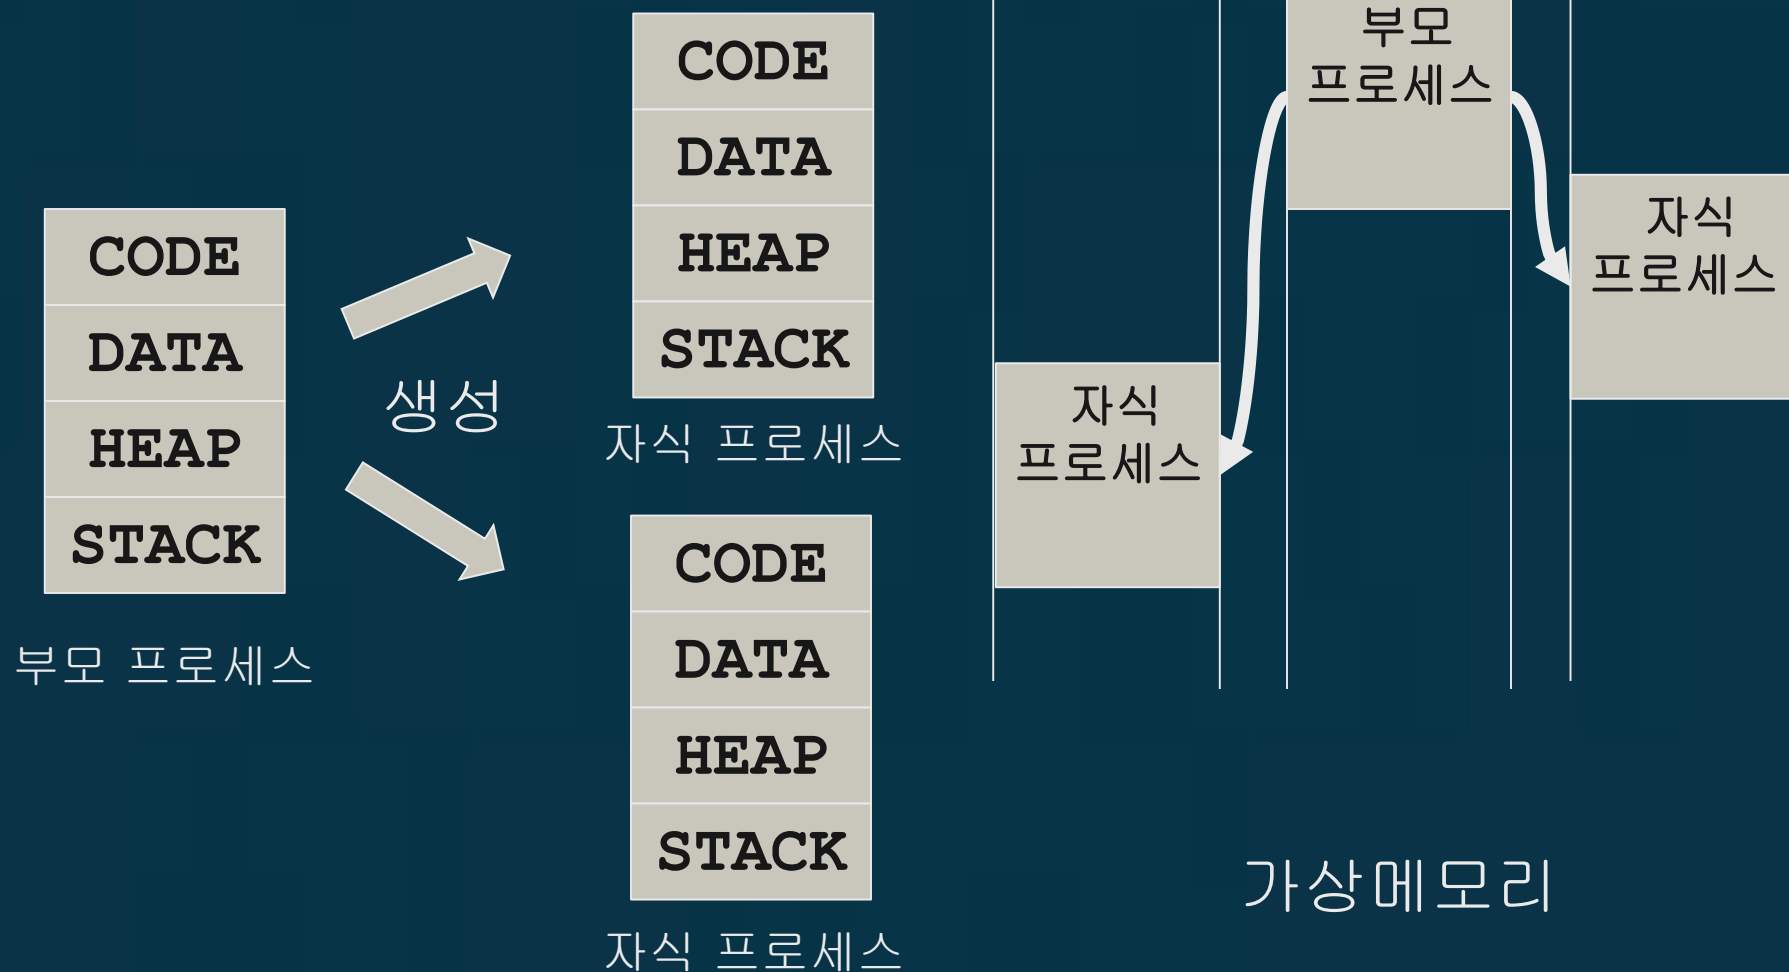 CODE
DATA
HEAP
STACK
부모 프로세스
생성
CODE
DATA
HEAP
STACK
자식 프로세스
CODE
DATA
HEAP
STACK
자식 프로세스
부모
프로세스
자식
프로세스
자식
프로세스
가상메모리